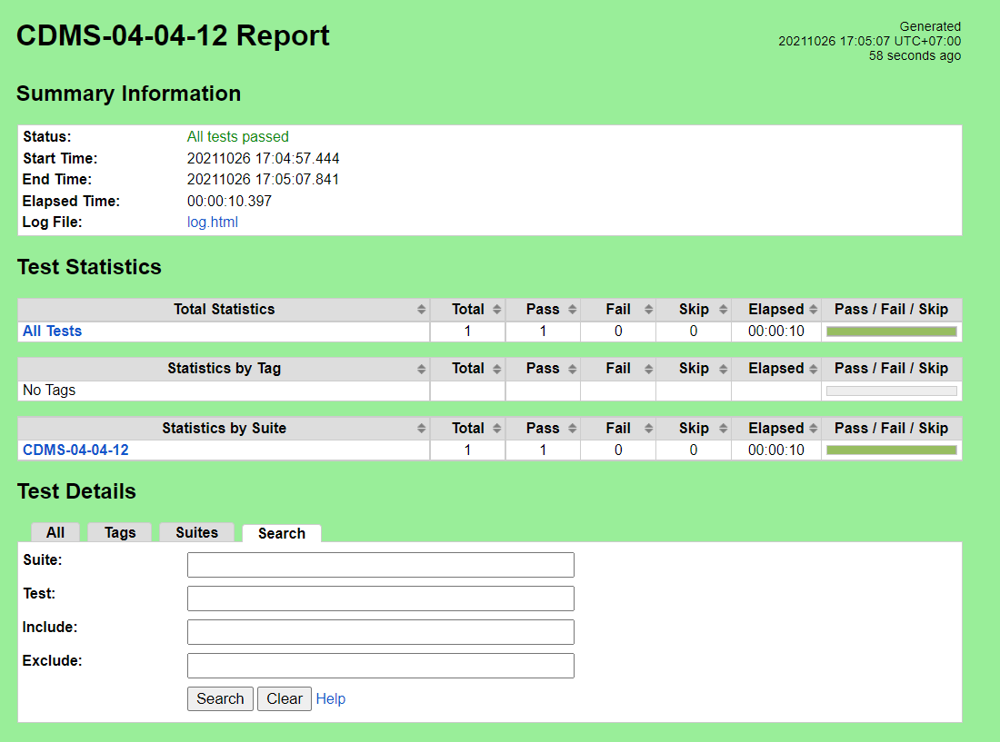 CDMS-04-04-12 Report
Generated
20211026 17:05:07 UTC+07:00
58 seconds ago
Summary Information
Status: All tests passed
Start Time: 20211026 17:04:57.444
End Time: 20211026 17:05:07.841
Elapsed Time: 00:00:10.397
Log File: log.html
Test Statistics
Total Statistics Total Pass Fail Skip Elapsed Pass / Fail / Skip
All Tests 1 1 0 0 00:00:10
Statistics by Tag Total Pass Fail Skip Elapsed Pass / Fail / Skip
No Tags
Statistics by Suite Total Pass Fail Skip Elapsed Pass / Fail / Skip
CDMS-04-04-12 1 1 0 0 00:00:10
Test Details
All Tags Suites Search
Suite:
Test:
Include:
Exclude:
Search Clear Help